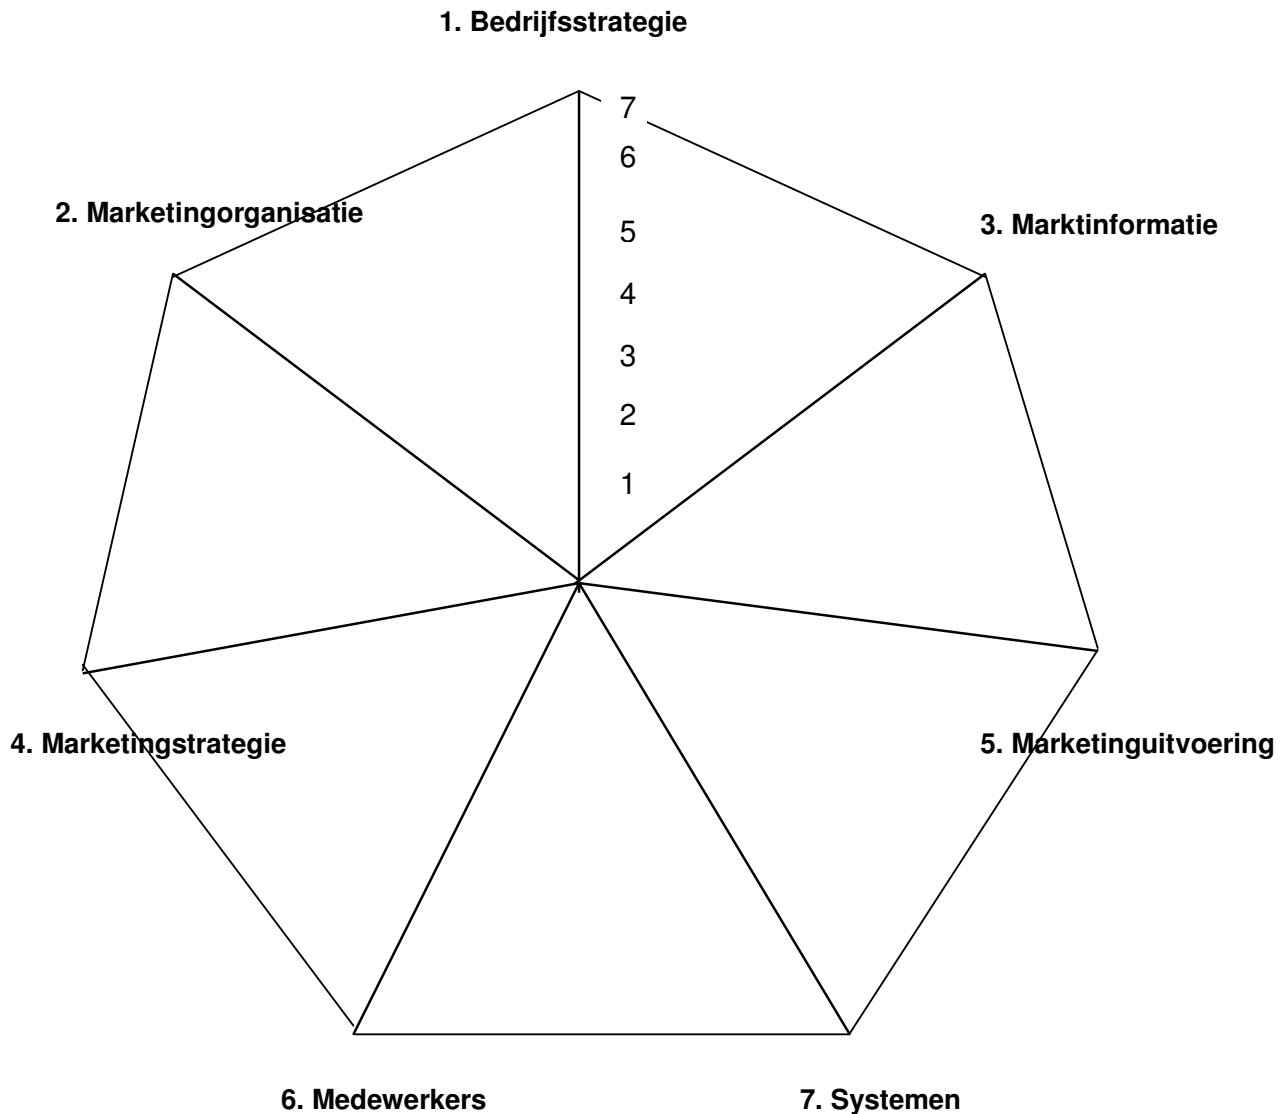 1. Bedrijfsstrategie
7
6
2. Marketingorganisatie
5
3. Marktinformatie
4
3
2
1
4. Marketingstrategie
5. Marketinguitvoering
6. Medewerkers
7. Systemen